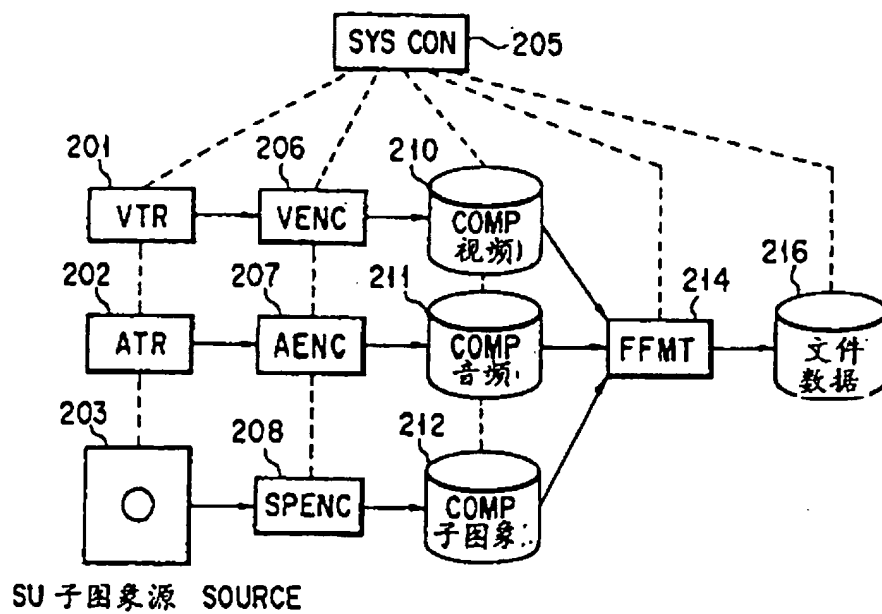 SYS CON
205
201
206
210
VTR
VENC
COMP
视频
202
207
211
214
216
ATR
AENC
COMP
音频
FFMT
文件
数据
203
208
212
SPENC
COMP
子图象
SU 子图象源 SOURCE